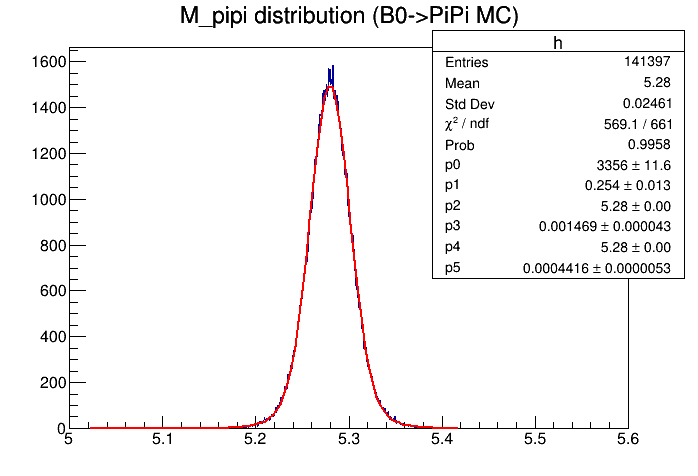 M_pipi distribution (B0->PiPi MC)
h
Entries 141397
Mean 5.28
Std Dev 0.02461
χ² / ndf 569.1 / 661
Prob 0.9958
p0 3356 ± 11.6
p1 0.254 ± 0.013
p2 5.28 ± 0.00
p3 0.001469 ± 0.000043
p4 5.28 ± 0.00
p5 0.0004416 ± 0.0000053
1600
1400
1200
1000
800
600
400
200
0
5 5.1 5.2 5.3 5.4 5.5 5.6